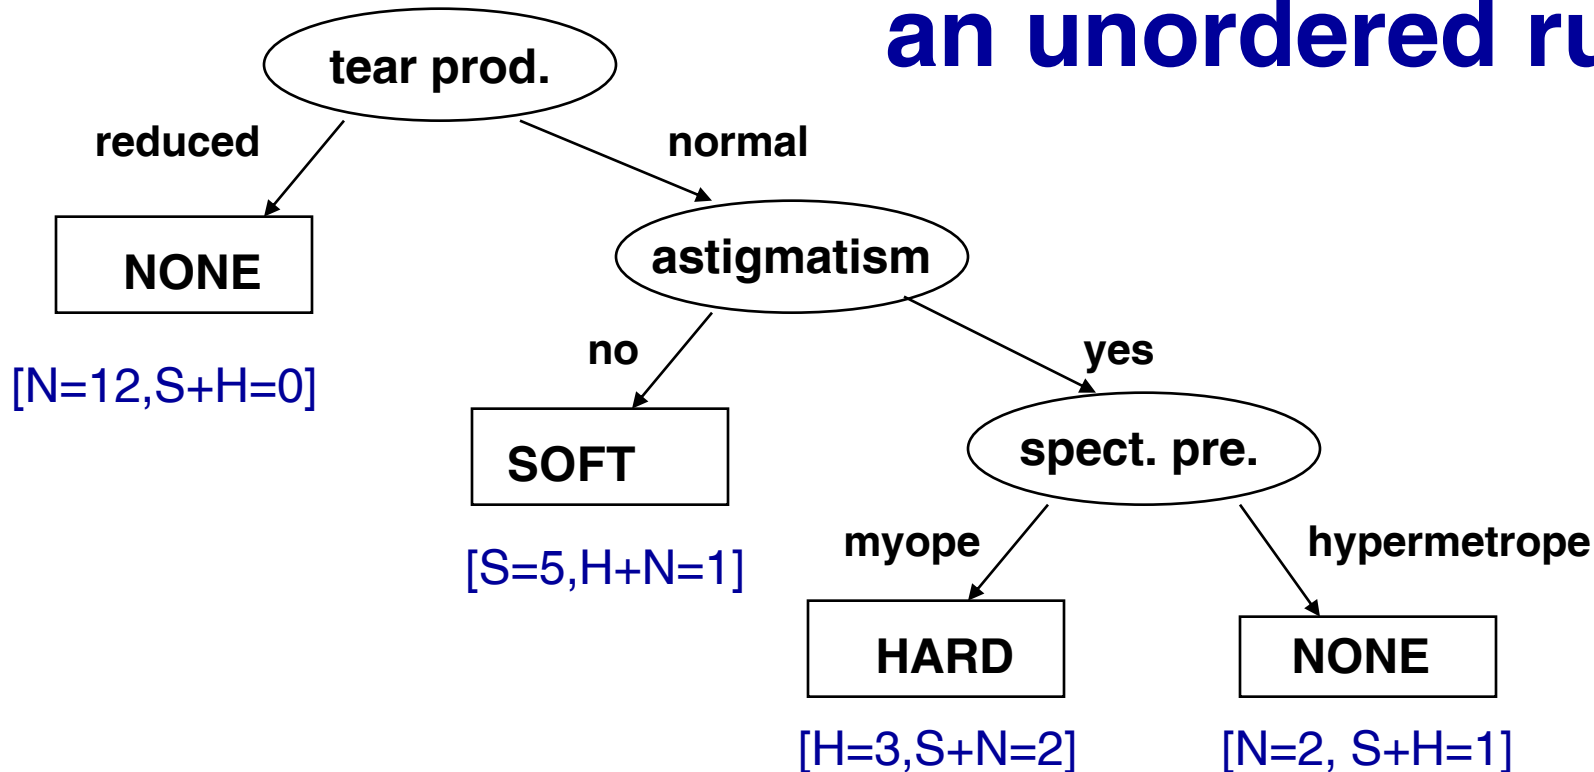 an unordered ru
tear prod.
reduced
normal
NONE
astigmatism
[N=12,S+H=0]
no
yes
SOFT
spect. pre.
[S=5,H+N=1]
myope
hypermetrope
HARD
NONE
[H=3,S+N=2]
[N=2, S+H=1]